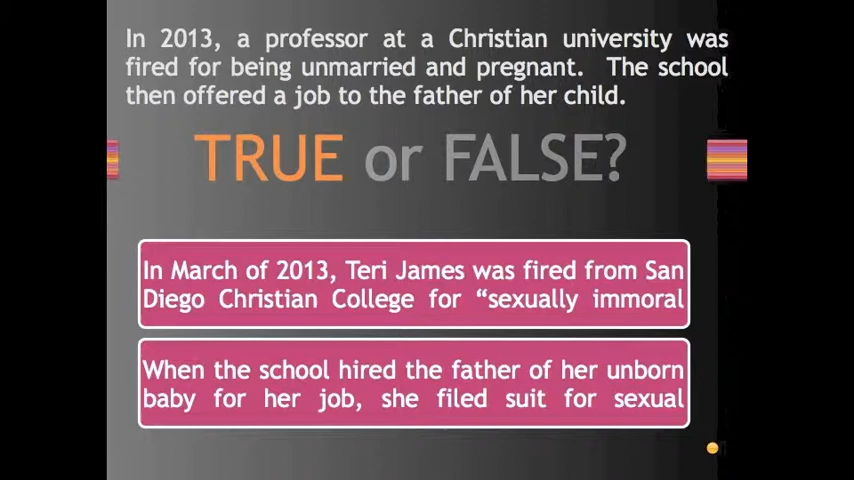 In 2013, a professor at a Christian university was
fired for being unmarried and pregnant. The school
then offered a job to the father of her child.
TRUE or FALSE?
In March of 2013, Teri James was fired from San
Diego Christian College for “sexually immoral
When the school hired the father of her unborn
baby for her job, she filed suit for sexual